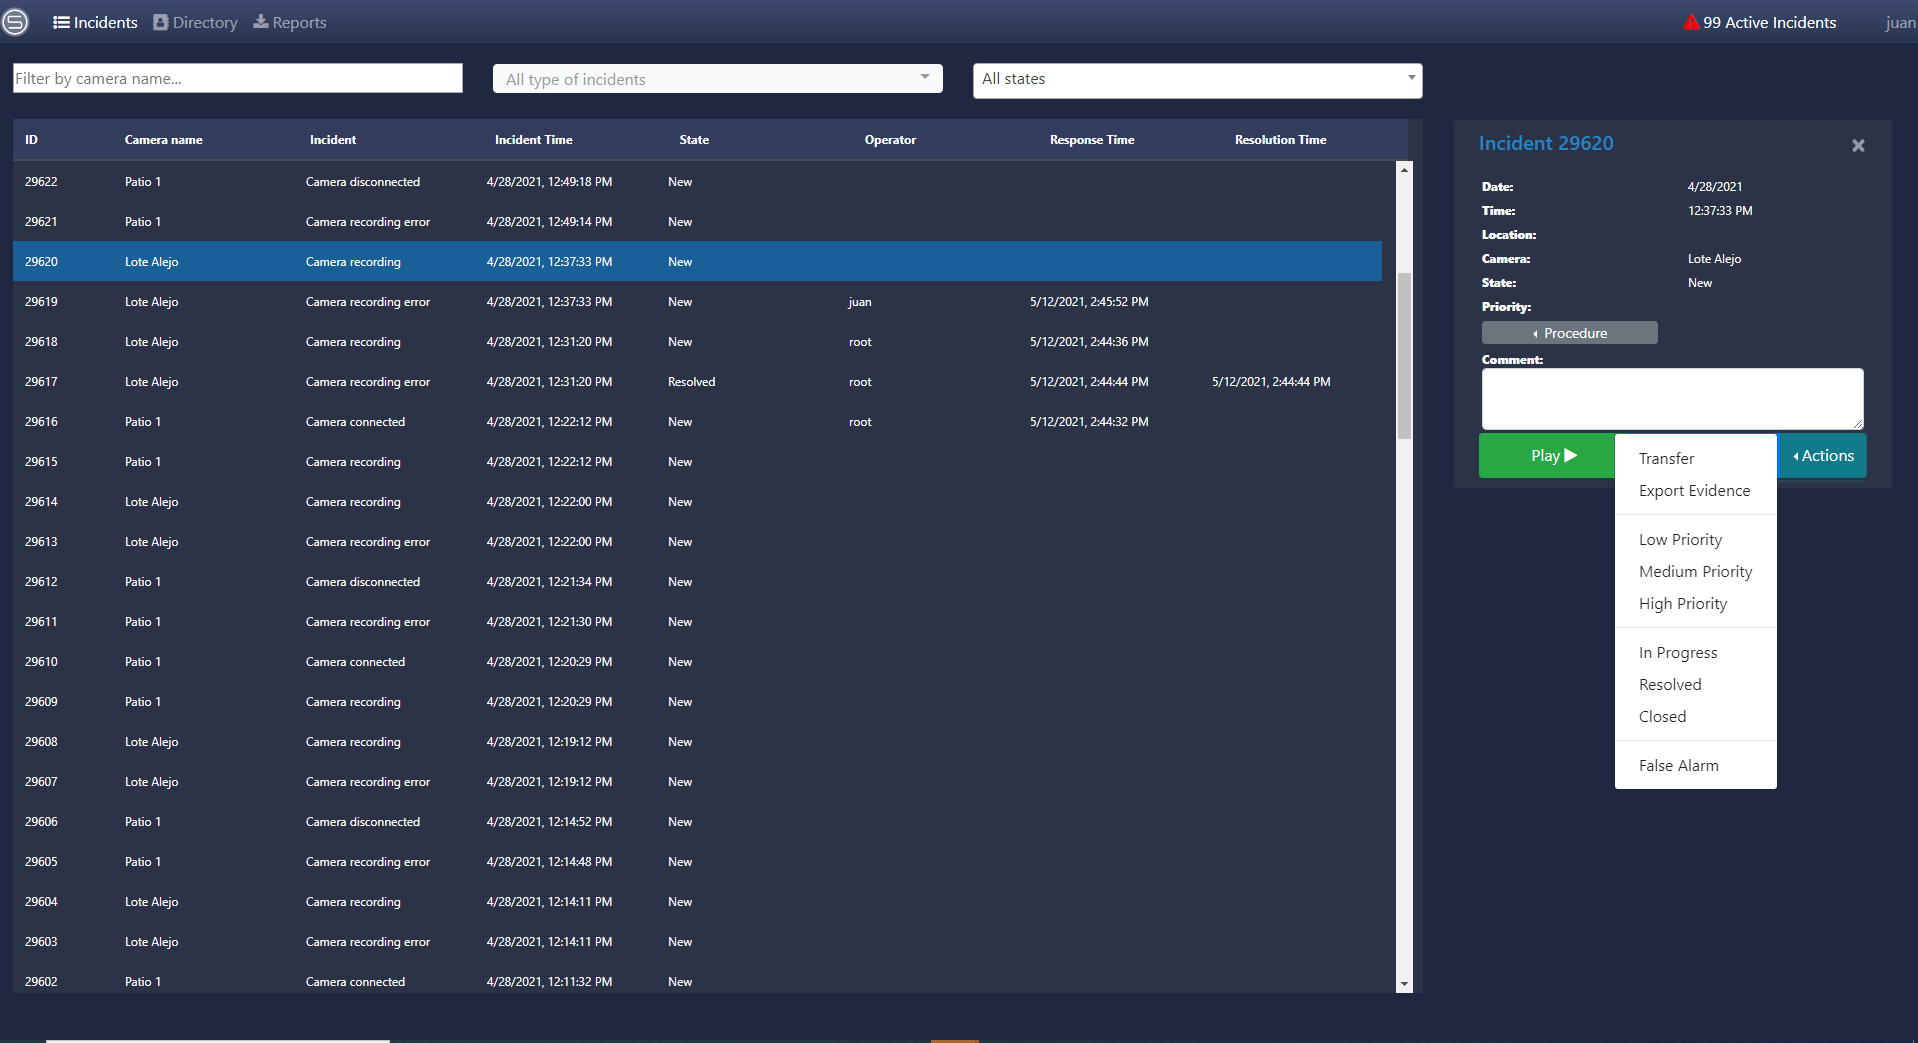 Incidents Directory Reports 99 Active Incidents juan
Filter by camera name... All type of incidents All states
ID Camera name Incident Incident Time State Operator Response Time Resolution Time
29622 Patio 1 Camera disconnected 4/28/2021, 12:49:18 PM New
29621 Patio 1 Camera recording error 4/28/2021, 12:49:14 PM New
29620 Lote Alejo Camera recording 4/28/2021, 12:37:33 PM New
29619 Lote Alejo Camera recording error 4/28/2021, 12:37:33 PM New juan 5/12/2021, 2:45:52 PM
29618 Lote Alejo Camera recording 4/28/2021, 12:31:20 PM New root 5/12/2021, 2:44:36 PM
29617 Lote Alejo Camera recording error 4/28/2021, 12:31:20 PM Resolved root 5/12/2021, 2:44:44 PM 5/12/2021, 2:44:44 PM
29616 Patio 1 Camera connected 4/28/2021, 12:22:12 PM New root 5/12/2021, 2:44:32 PM
29615 Patio 1 Camera recording 4/28/2021, 12:22:12 PM New
29614 Lote Alejo Camera recording 4/28/2021, 12:22:00 PM New
29613 Lote Alejo Camera recording error 4/28/2021, 12:22:00 PM New
29612 Patio 1 Camera disconnected 4/28/2021, 12:21:34 PM New
29611 Patio 1 Camera recording error 4/28/2021, 12:21:30 PM New
29610 Patio 1 Camera connected 4/28/2021, 12:20:29 PM New
29609 Patio 1 Camera recording 4/28/2021, 12:20:29 PM New
29608 Lote Alejo Camera recording 4/28/2021, 12:19:12 PM New
29607 Lote Alejo Camera recording error 4/28/2021, 12:19:12 PM New
29606 Patio 1 Camera disconnected 4/28/2021, 12:14:52 PM New
29605 Patio 1 Camera recording error 4/28/2021, 12:14:48 PM New
29604 Lote Alejo Camera recording 4/28/2021, 12:14:11 PM New
29603 Lote Alejo Camera recording error 4/28/2021, 12:14:11 PM New
29602 Patio 1 Camera connected 4/28/2021, 12:11:32 PM New
Incident 29620
Date: 4/28/2021
Time: 12:37:33 PM
Location:
Camera: Lote Alejo
State: New
Priority:
Procedure
Comment:
Play Actions
Transfer
Export Evidence
Low Priority
Medium Priority
High Priority
In Progress
Resolved
Closed
False Alarm